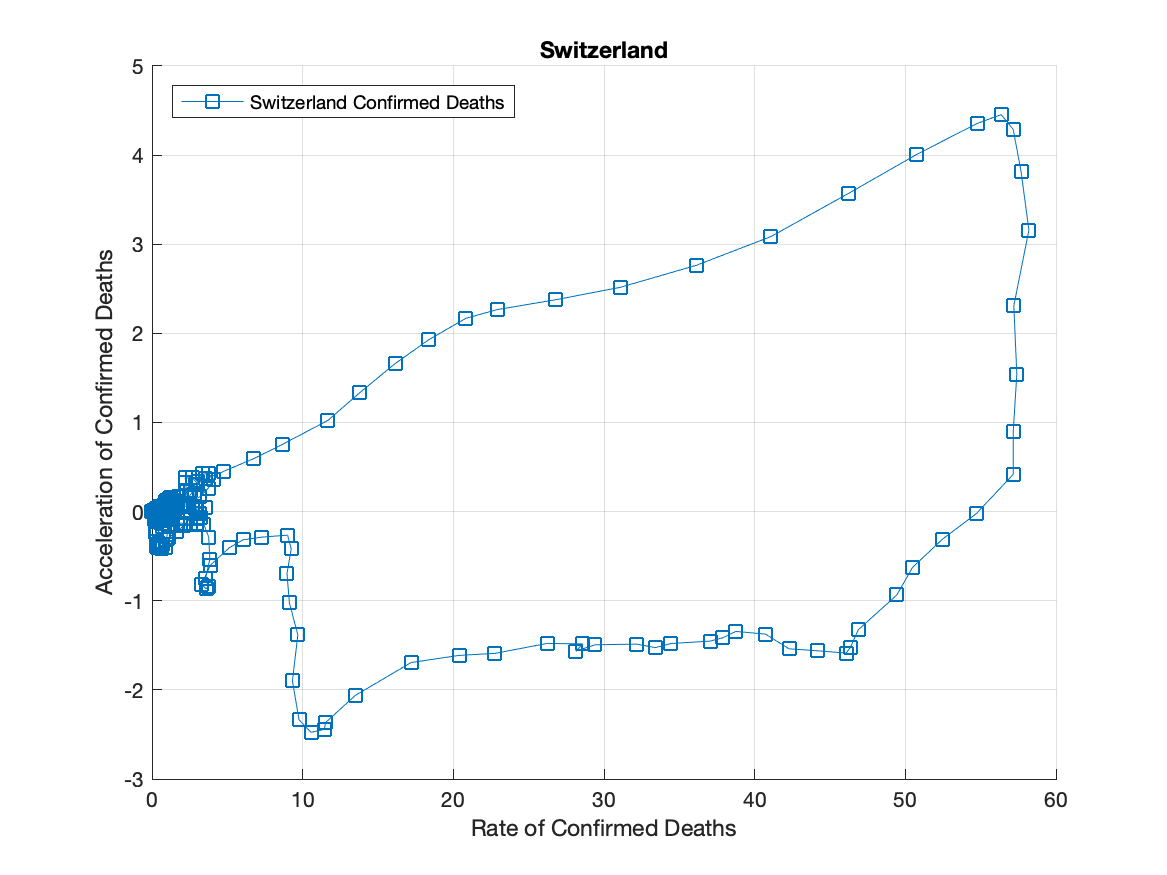 Switzerland
Switzerland Confirmed Deaths
5
4
3
2
1
0
-1
-2
-3
Acceleration of Confirmed Deaths
0 10 20 30 40 50 60
Rate of Confirmed Deaths